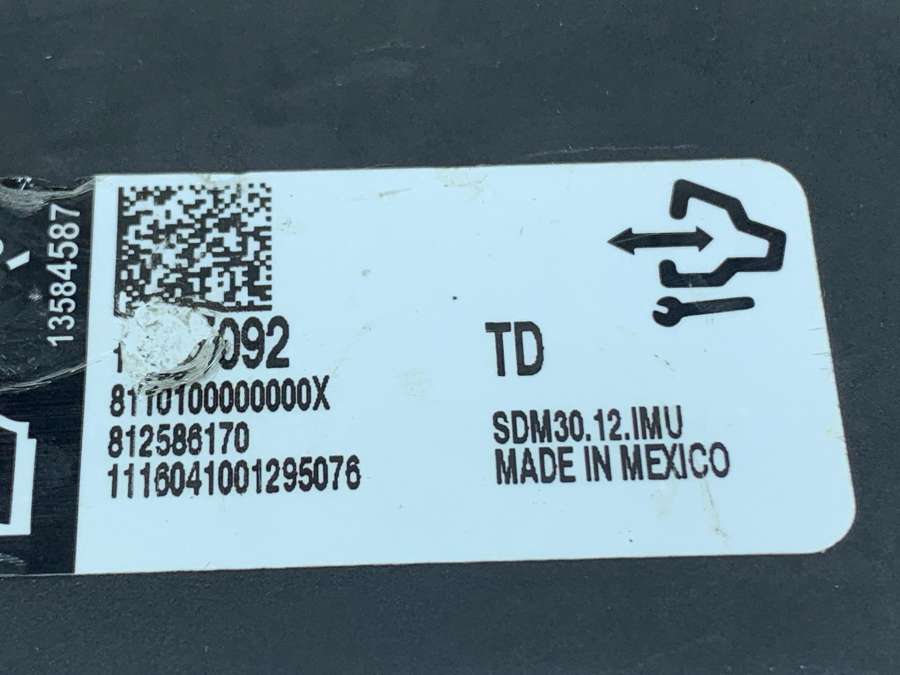 13584587
092
TD
8110100000000X
812586170
1116041001295076
SDM30.12.IMU
MADE IN MEXICO